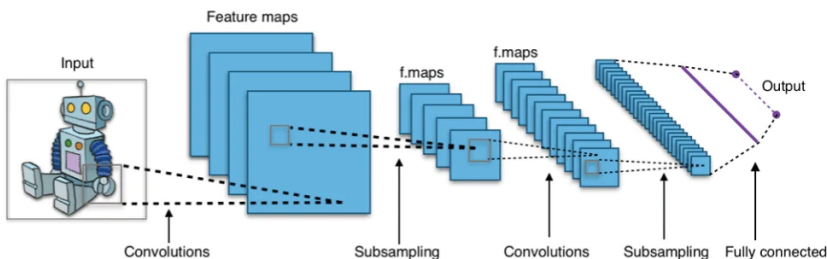 Feature maps
Input
f.maps
f.maps
Output
Convolutions
Subsampling
Convolutions
Subsampling
Fully connected